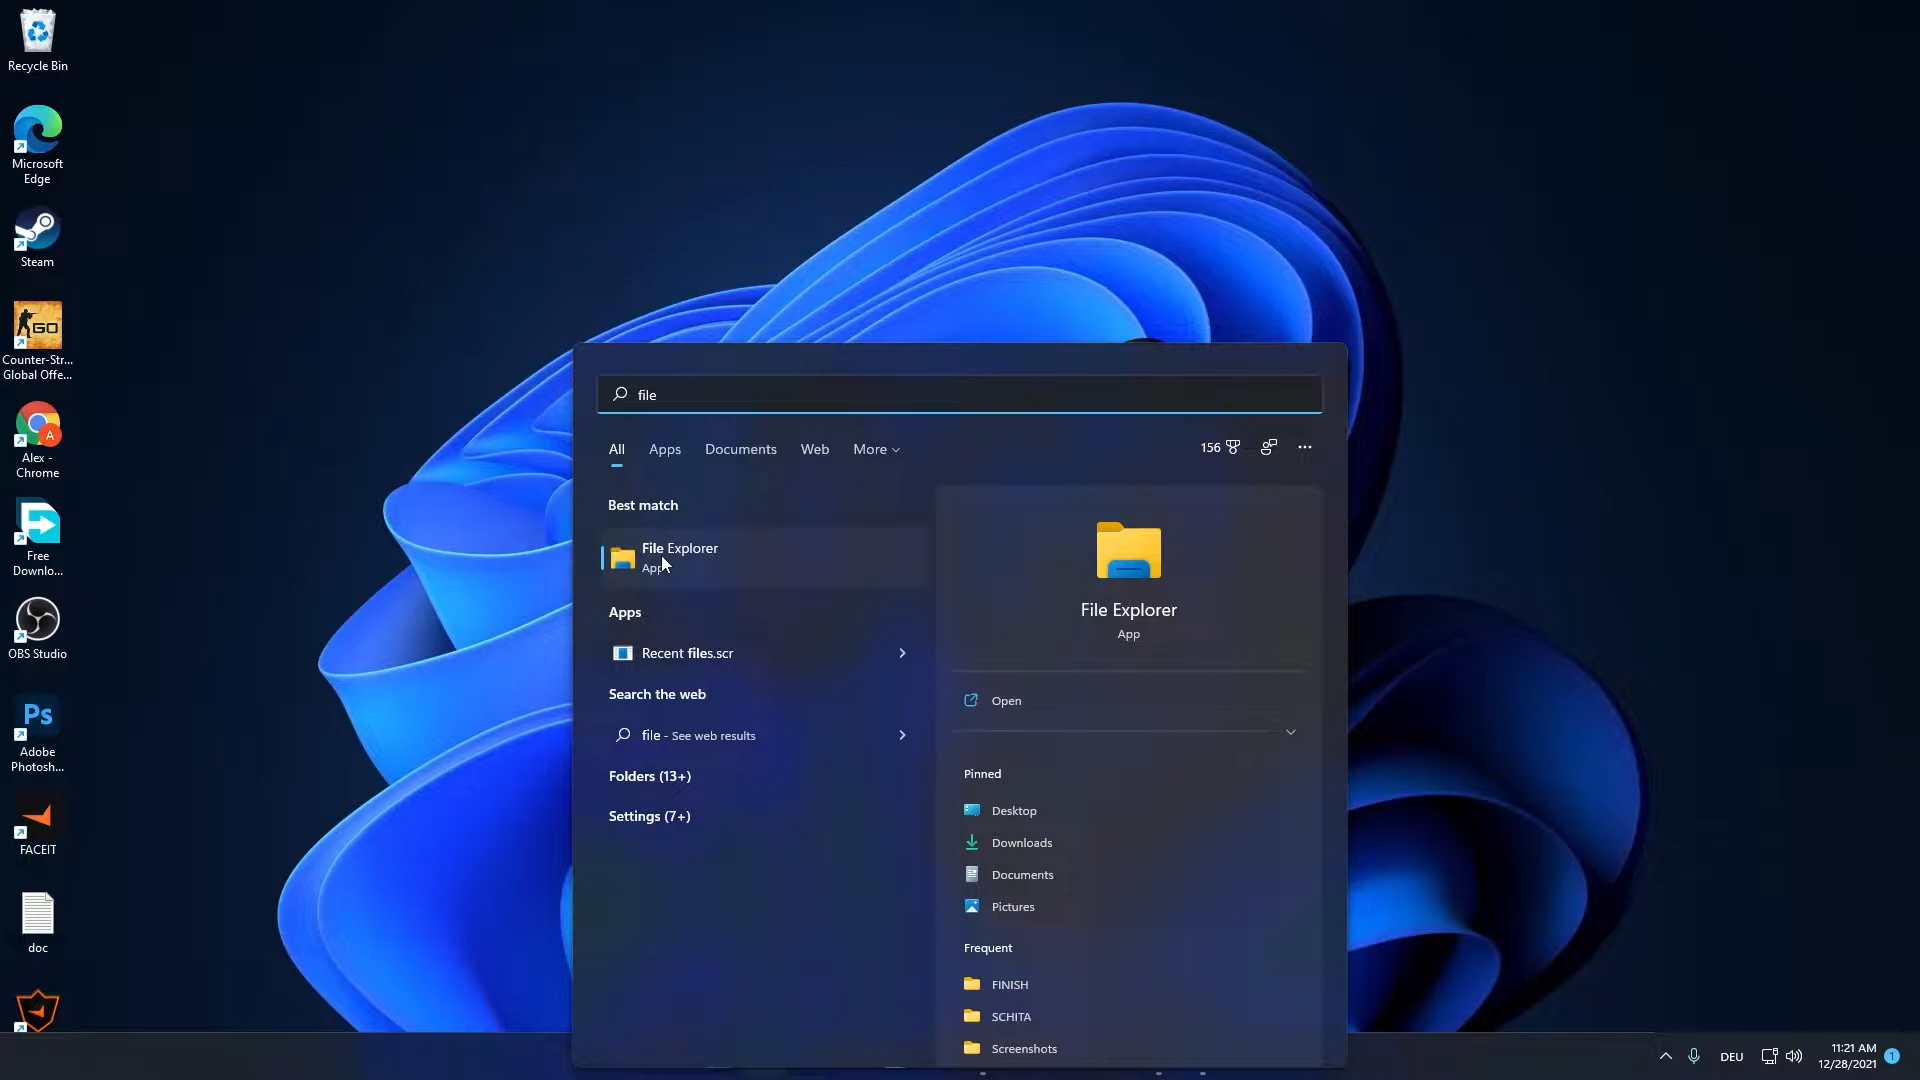 Recycle Bin
Microsoft
Edge
Steam
GO
Counter-Str...
Global Offe...
A
Alex -
Chrome
Free
Downlo...
OBS Studio
Ps
Adobe
Photosh...
FACEIT
doc
file
All Apps Documents Web More
156
Best match
File Explorer
App
Apps
Recent files.scr
Search the web
file - See web results
Folders (13+)
Settings (7+)
File Explorer
App
Open
Pinned
Desktop
Downloads
Documents
Pictures
Frequent
FINISH
SCHITA
Screenshots
DEU
11:21 AM
12/28/2021
1